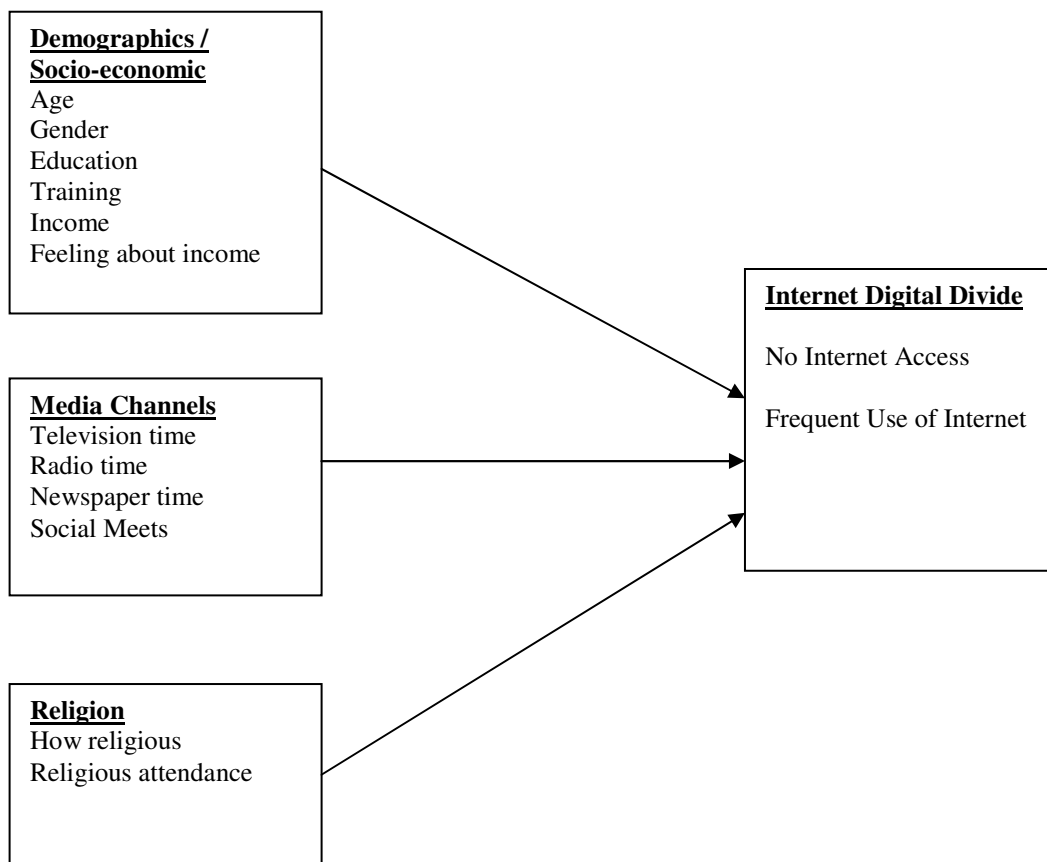 Demographics /
Socio-economic
Age
Gender
Education
Training
Income
Feeling about income
Media Channels
Television time
Radio time
Newspaper time
Social Meets
Religion
How religious
Religious attendance
Internet Digital Divide
No Internet Access
Frequent Use of Internet